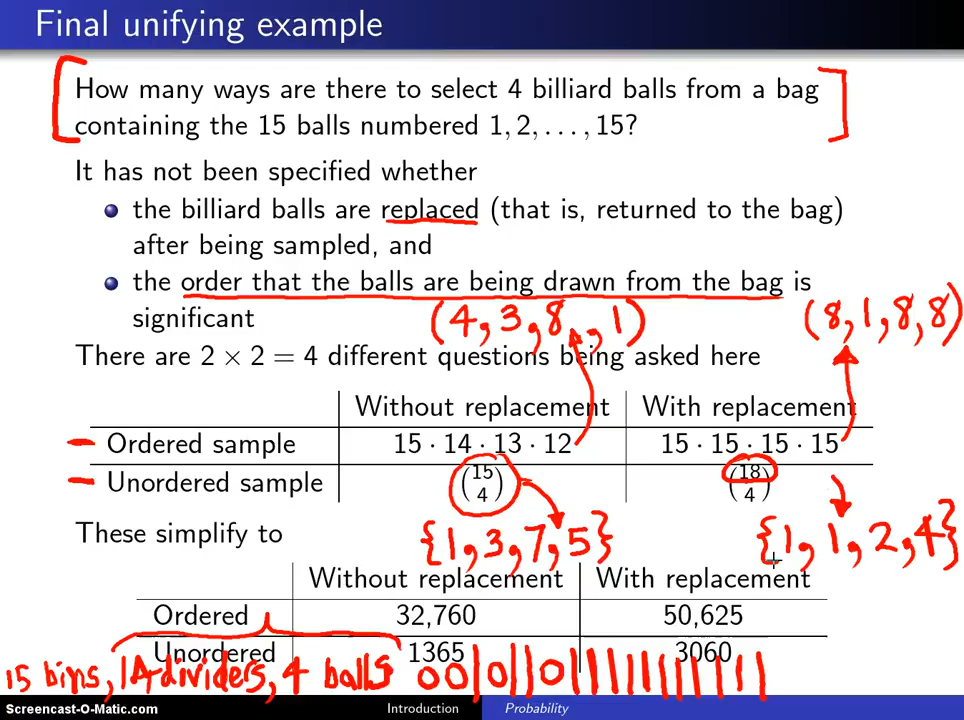 Final unifying example
How many ways are there to select 4 billiard balls from a bag
containing the 15 balls numbered 1, 2, . . . , 15?
It has not been specified whether
the billiard balls are replaced (that is, returned to the bag)
after being sampled, and
the order that the balls are being drawn from the bag is
significant
(4,3,8,,1) (8,1,8,8)
There are 2 × 2 = 4 different questions being asked here
Without replacement With replacement
Ordered sample 15 · 14 · 13 · 12 15 · 15 · 15 · 15
Unordered sample (15 4) (18 4)
These simplify to {1,3,7,5} {1,1,2,4}
Without replacement With replacement
Ordered 32,760 50,625
Unordered 1365 3060
15 bins, 14 dividers, 4 balls 00|0||0|||||||||||
Screencast-O-Matic.com Introduction Probability